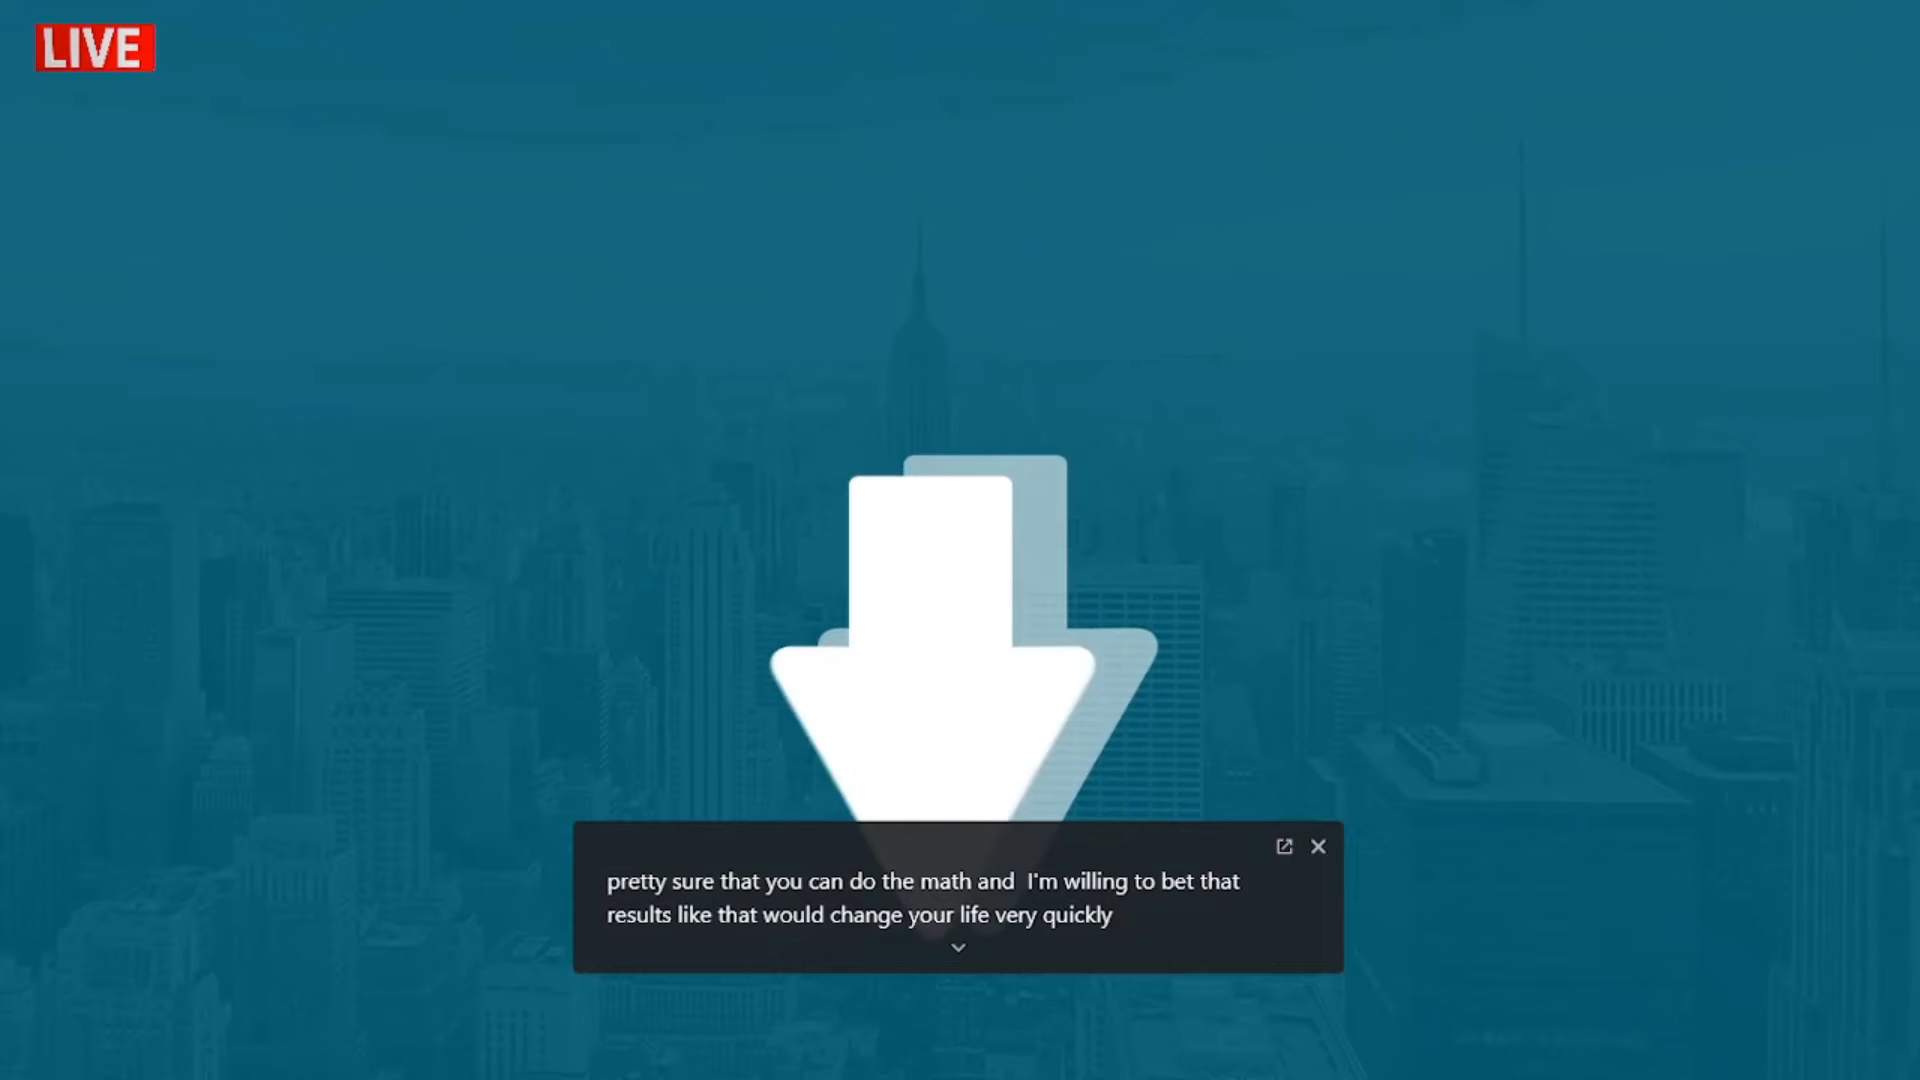 LIVE
pretty sure that you can do the math and I'm willing to bet that
results like that would change your life very quickly